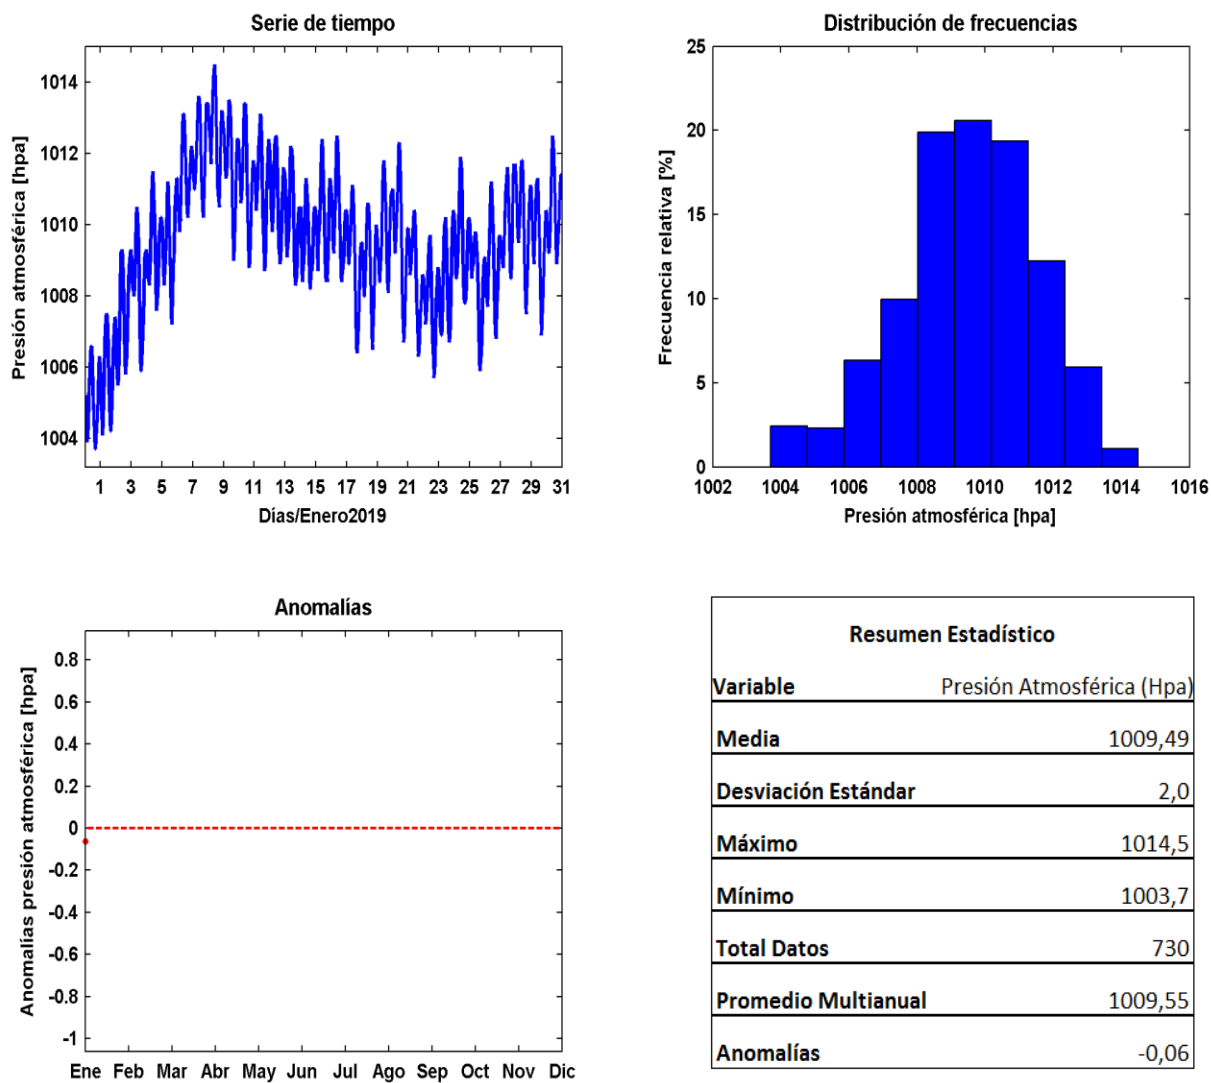 Serie de tiempo
Presión atmosférica [hpa]
1014
1012
1010
1008
1006
1004
1 3 5 7 9 11 13 15 17 19 21 23 25 27 29 31
Días/Enero2019
Distribución de frecuencias
Frecuencia relativa [%]
25
20
15
10
5
0
1002 1004 1006 1008 1010 1012 1014 1016
Presión atmosférica [hpa]
Anomalías
Anomalías presión atmosférica [hpa]
0.8
0.6
0.4
0.2
0
-0.2
-0.4
-0.6
-0.8
-1
Ene Feb Mar Abr May Jun Jul Ago Sep Oct Nov Dic
Resumen Estadístico
Variable Presión Atmosférica (Hpa)
Media 1009,49
Desviación Estándar 2,0
Máximo 1014,5
Mínimo 1003,7
Total Datos 730
Promedio Multianual 1009,55
Anomalías -0,06